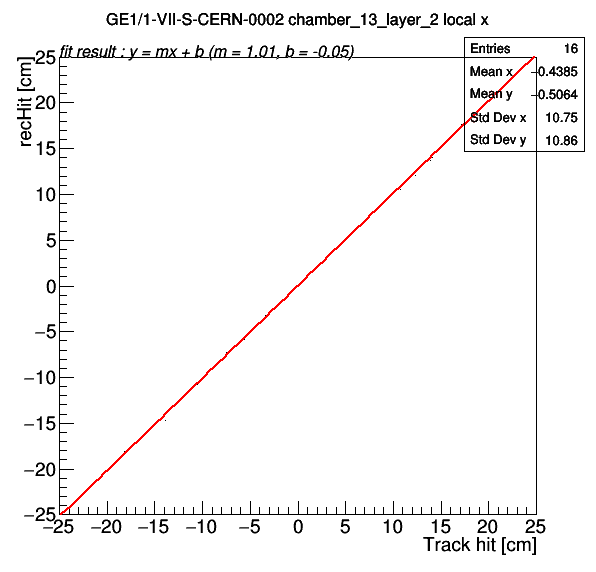 GE1/1-VII-S-CERN-0002 chamber_13_layer_2 local x
fit result : y = mx + b (m = 1.01, b = -0.05)
Entries 16
Mean x -0.4385
Mean y -0.5064
Std Dev x 10.75
Std Dev y 10.86
recHit [cm]
25
20
15
10
5
0
−5
−10
−15
−20
−25
−25 −20 −15 −10 −5 0 5 10 15 20 25
Track hit [cm]